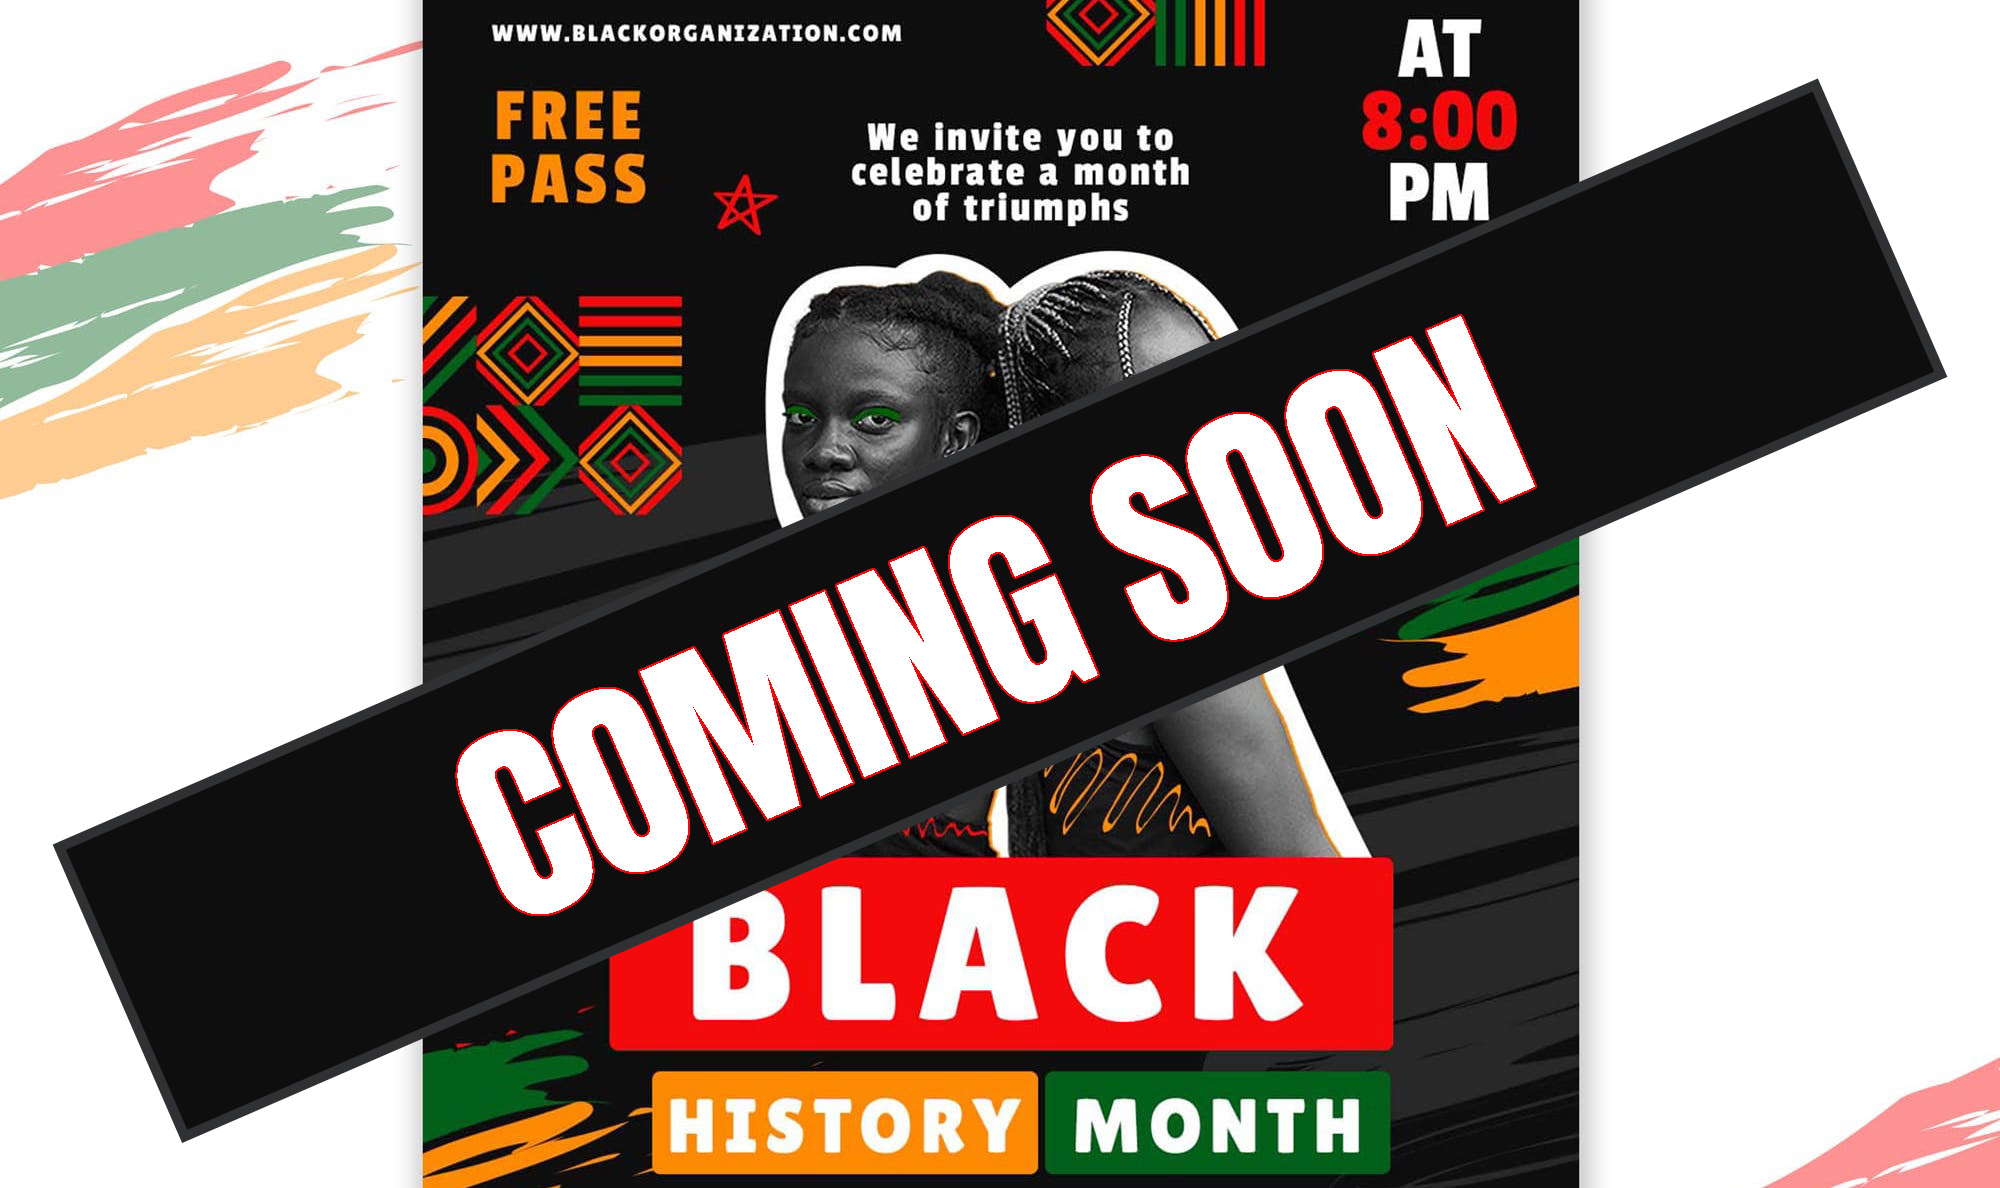 WWW.BLACKORGANIZATION.COM
FREE
PASS
We invite you to
celebrate a month
of triumphs
AT
8:00
PM
COMING SOON
BLACK
HISTORY MONTH